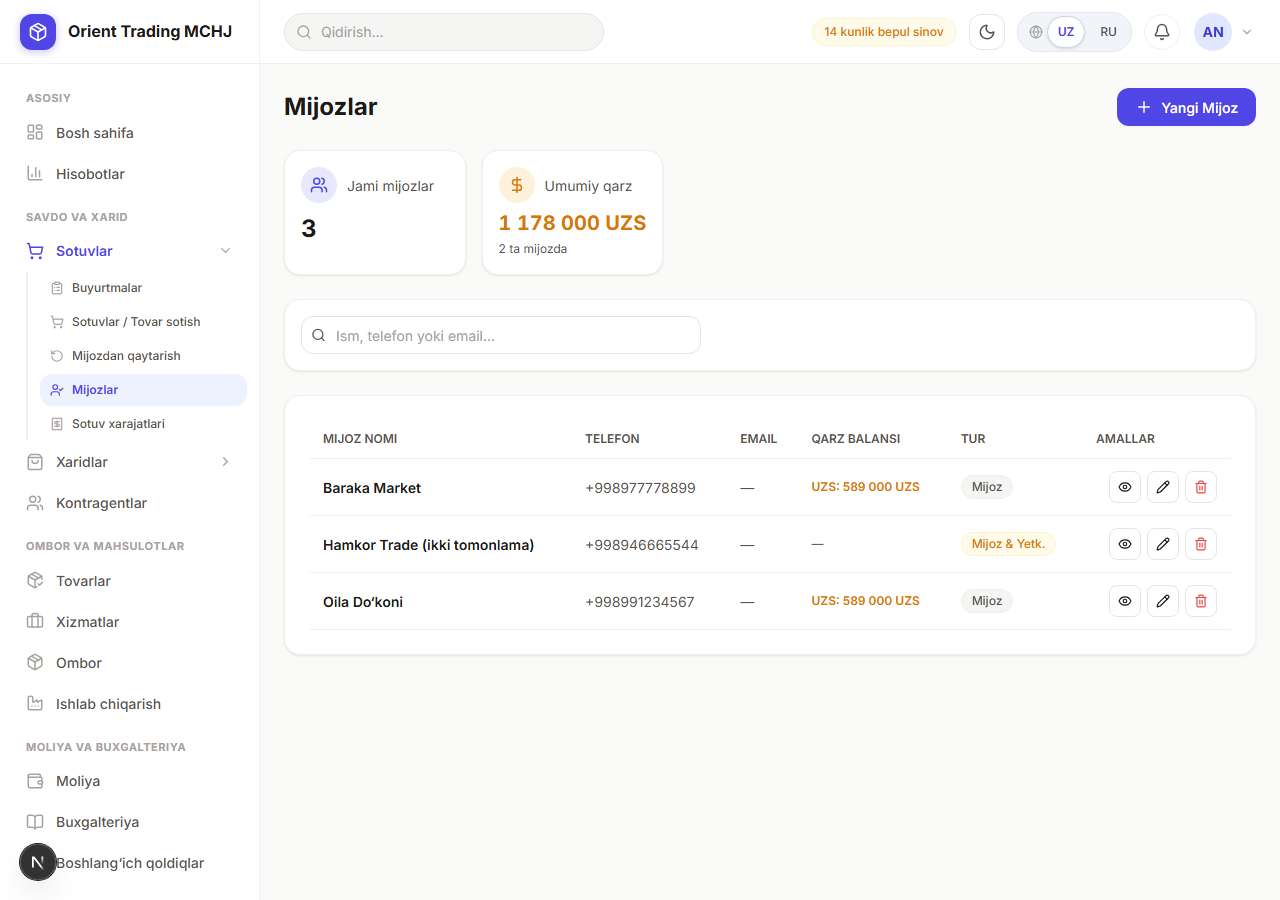 Orient Trading MCHJ
Qidirish...
14 kunlik bepul sinov
UZ
RU
AN
ASOSIY
Bosh sahifa
Hisobotlar
SAVDO VA XARID
Sotuvlar
Buyurtmalar
Sotuvlar / Tovar sotish
Mijozdan qaytarish
Mijozlar
Sotuv xarajatlari
Xaridlar
Kontragentlar
OMBOR VA MAHSULOTLAR
Tovarlar
Xizmatlar
Ombor
Ishlab chiqarish
MOLIYA VA BUXGALTERIYA
Moliya
Buxgalteriya
N
Boshlang‘ich qoldiqlar
Mijozlar
Yangi Mijoz
Jami mijozlar
3
Umumiy qarz
1 178 000 UZS
2 ta mijozda
Ism, telefon yoki email...
MIJOZ NOMI TELEFON EMAIL QARZ BALANSI TUR AMALLAR
Baraka Market +998977778899 — UZS: 589 000 UZS Mijoz
Hamkor Trade (ikki tomonlama) +998946665544 — — Mijoz & Yetk.
Oila Do‘koni +998991234567 — UZS: 589 000 UZS Mijoz